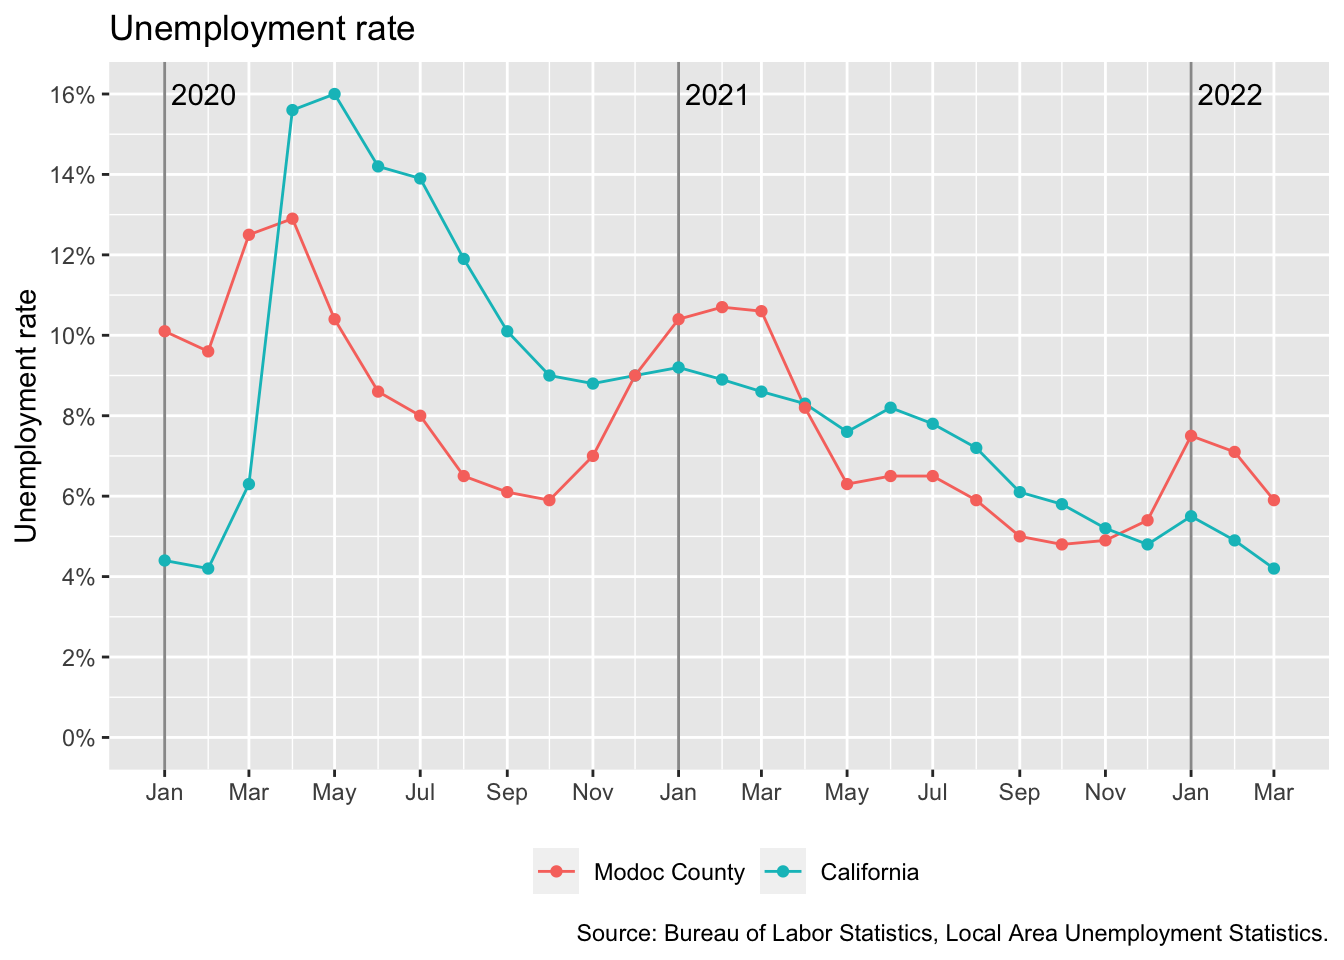 Unemployment rate
2020 2021 2022
16%
14%
12%
10%
8%
6%
4%
2%
0%
Unemployment rate
Jan Mar May Jul Sep Nov Jan Mar May Jul Sep Nov Jan Mar
Modoc County California
Source: Bureau of Labor Statistics, Local Area Unemployment Statistics.